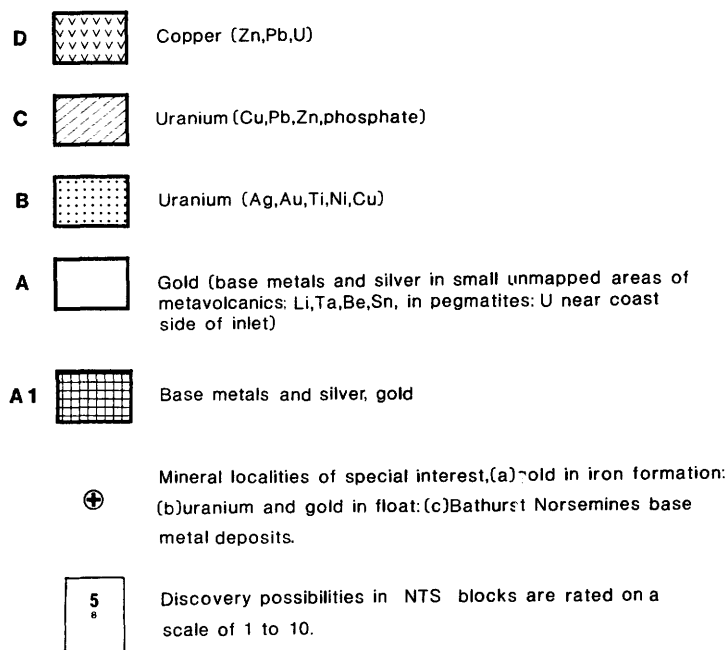 D Copper (Zn,Pb,U)
C Uranium (Cu,Pb,Zn,phosphate)
B Uranium (Ag,Au,Ti,Ni,Cu)
A Gold (base metals and silver in small unmapped areas of
metavolcanics: Li,Ta,Be,Sn, in pegmatites: U near coast
side of inlet)
A1 Base metals and silver, gold
Mineral localities of special interest,(a)gold in iron formation:
(b)uranium and gold in float:(c)Bathurst Norsemines base
metal deposits.
5 Discovery possibilities in NTS blocks are rated on a
8 scale of 1 to 10.